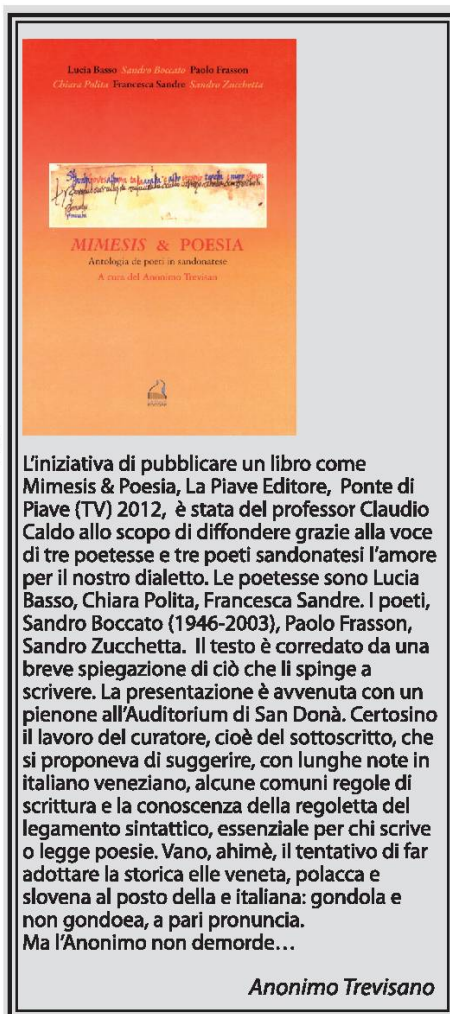 Lucia Basso Sandro Boccato Paolo Frasson
Chiara Polita Francesca Sandre Sandro Zucchetta
MIMESIS & POESIA
Antologia de poeti in sandonatese
A cura del Anonimo Trevisan
L'iniziativa di pubblicare un libro come
Mimesis & Poesia, La Piave Editore, Ponte di
Piave (TV) 2012, è stata del professor Claudio
Caldo allo scopo di diffondere grazie alla voce
di tre poetesse e tre poeti sandonatesi l'amore
per il nostro dialetto. Le poetesse sono Lucia
Basso, Chiara Polita, Francesca Sandre. I poeti,
Sandro Boccato (1946-2003), Paolo Frasson,
Sandro Zucchetta. Il testo è corredato da una
breve spiegazione di ciò che li spinge a
scrivere. La presentazione è avvenuta con un
pienone all'Auditorium di San Donà. Certosino
il lavoro del curatore, cioè del sottoscritto, che
si proponeva di suggerire, con lunghe note in
italiano veneziano, alcune comuni regole di
scrittura e la conoscenza della regoletta del
legamento sintattico, essenziale per chi scrive
o legge poesie. Vano, ahimè, il tentativo di far
adottare la storica elle veneta, polacca e
slovena al posto della e italiana: gondola e
non gondoea, a pari pronuncia.
Ma l'Anonimo non demorde…
Anonimo Trevisano